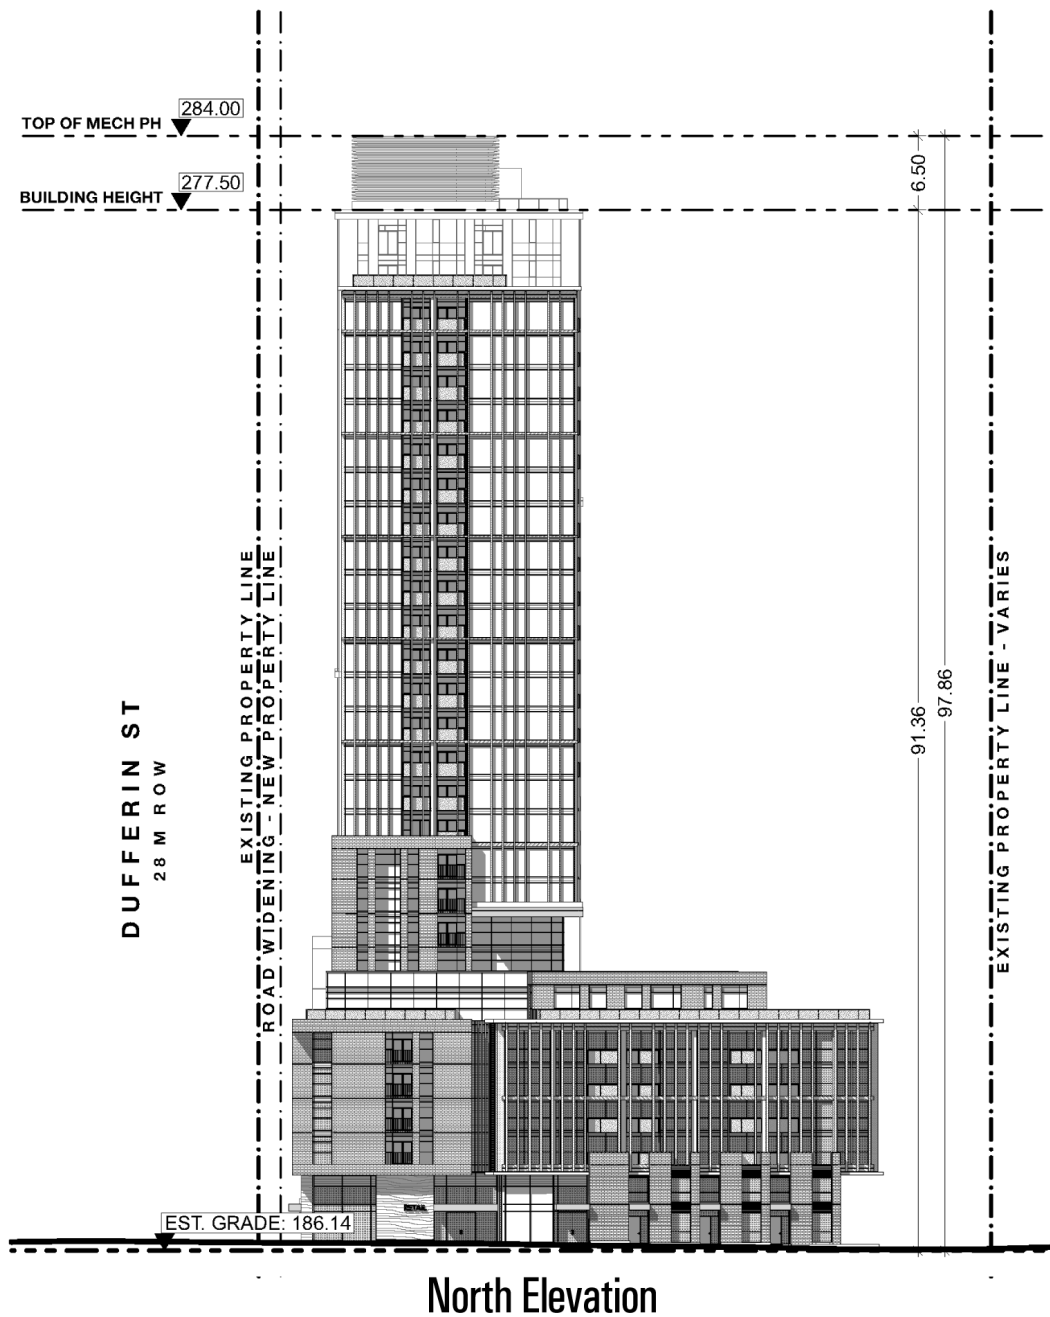 284.00
TOP OF MECH PH
277.50
BUILDING HEIGHT
6.50
91.36
97.86
DUFFERIN ST
28 M ROW
EXISTING PROPERTY LINE
ROAD WIDENING - NEW PROPERTY LINE
EXISTING PROPERTY LINE - VARIES
RETAIL
EST. GRADE: 186.14
North Elevation